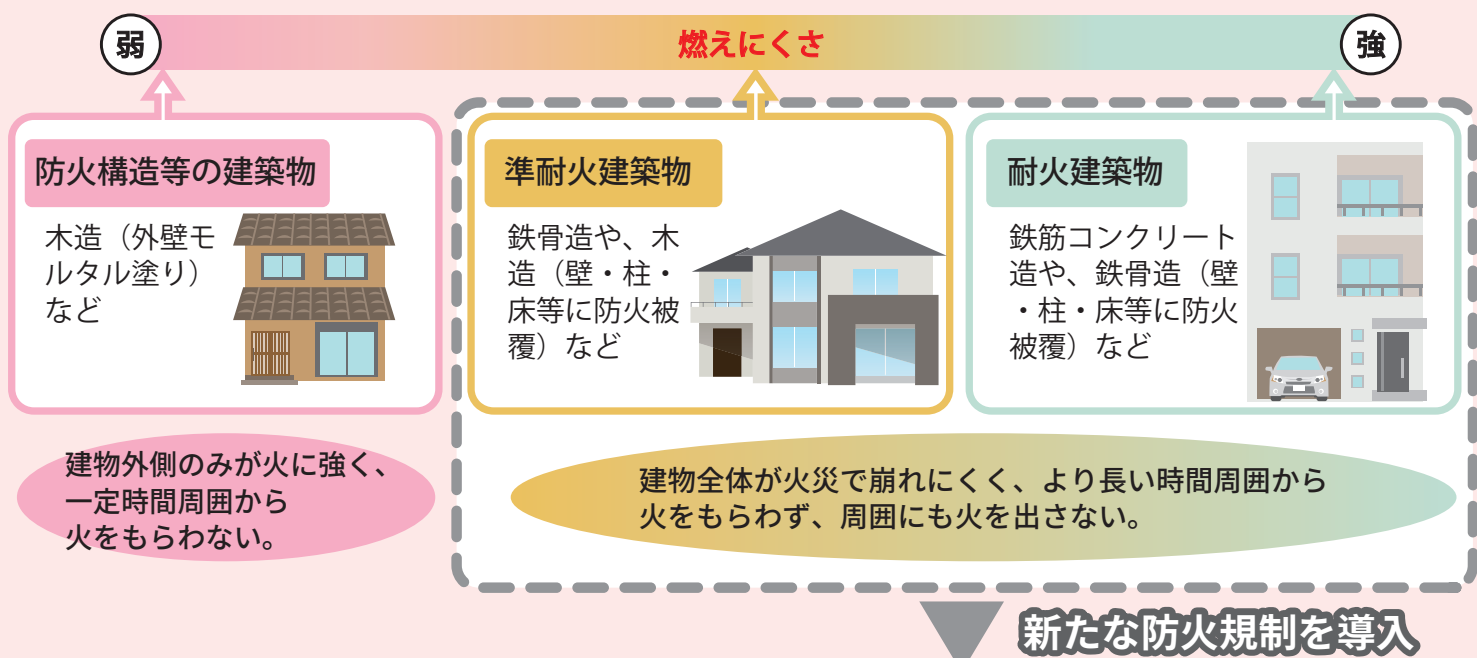 弱
燃えにくさ
強
防火構造等の建築物
木造（外壁モ
ルタル塗り）
など
準耐火建築物
鉄骨造や、木
造（壁・柱・
床等に防火被
覆）など
耐火建築物
鉄筋コンクリート
造や、鉄骨造（壁
・柱・床等に防火
被覆）など
建物外側のみが火に強く、
一定時間周囲から
火をもらわない。
建物全体が火災で崩れにくく、より長い時間周囲から
火をもらわず、周囲にも火を出さない。
新たな防火規制を導入